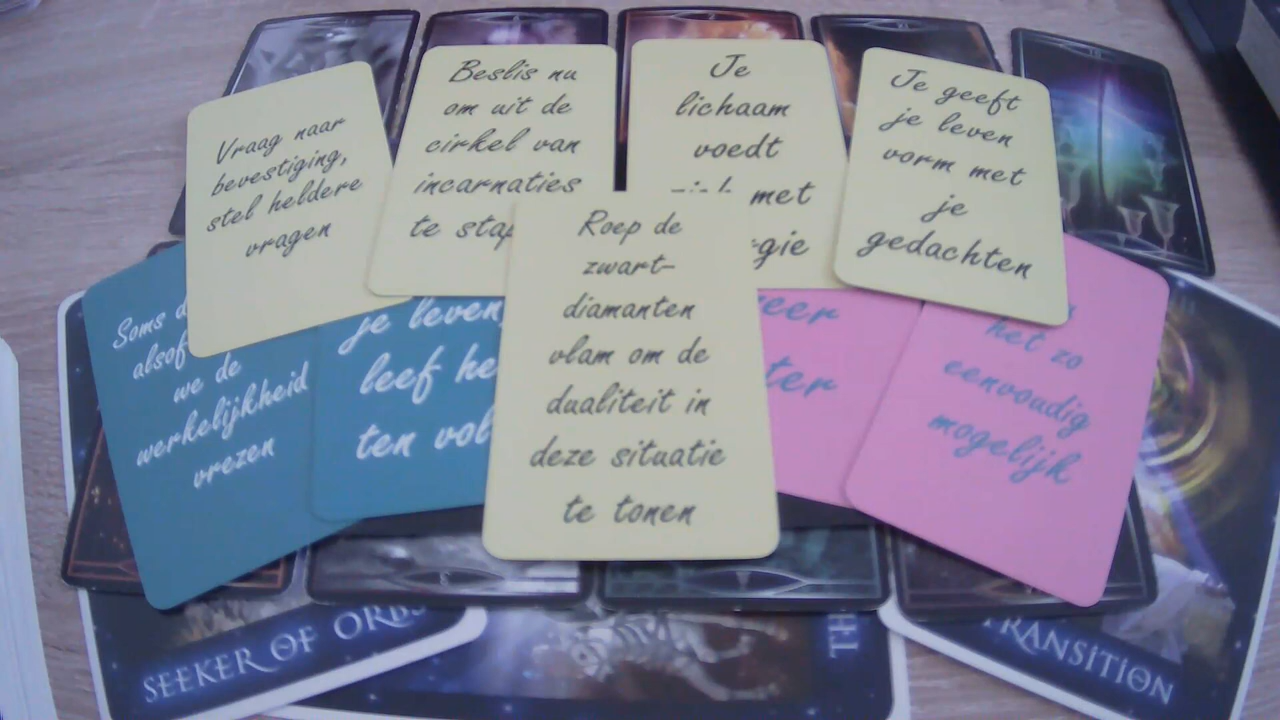 Vraag naar
bevestiging,
stel heldere
vragen
Beslis nu
om uit de
cirkel van
incarnaties
te stap
Je
lichaam
voedt
met
gie
Je geeft
je leven
vorm met
je
gedachten
Soms d
alsof
we de
werkelijkheid
vrezen
je leven,
leef he
ten vol
Roep de
zwart-
diamanten
vlam om de
dualiteit in
deze situatie
te tonen
eer
ter
het zo
eenvoudig
mogelijk
SEEKER OF ORBS
TH
TRANSITION